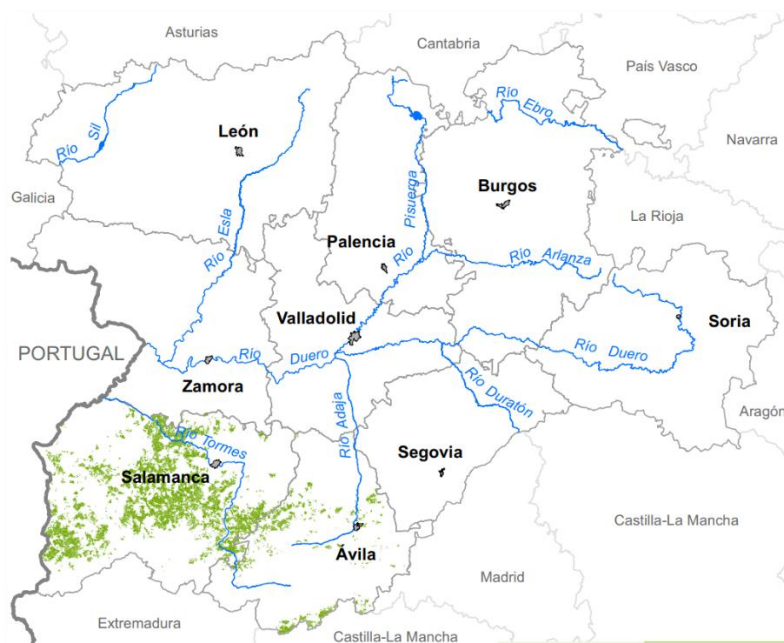 Asturias
Cantabria
País Vasco
Navarra
Río Sil
León
Río Ebro
Galicia
Río Esla
Pisuerga
Burgos
La Rioja
Palencia
Río
Río Arlanza
Valladolid
Soria
PORTUGAL
Río Duero
Río Duero
Zamora
Río Duratón
Aragón
Río Adaja
Río Tormes
Segovia
Salamanca
Castilla-La Mancha
Ávila
Madrid
Extremadura
Castilla-La Mancha